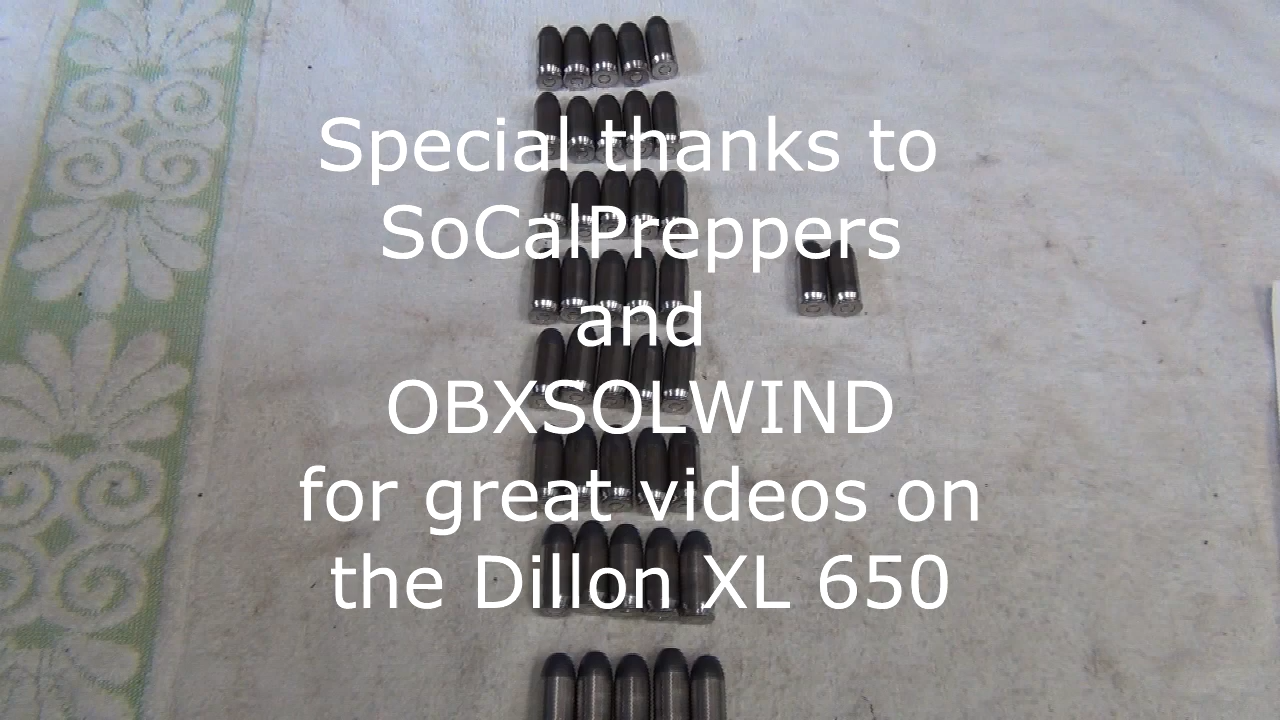 Special thanks to
SoCalPreppers
and
OBXSOLWIND
for great videos on
the Dillon XL 650